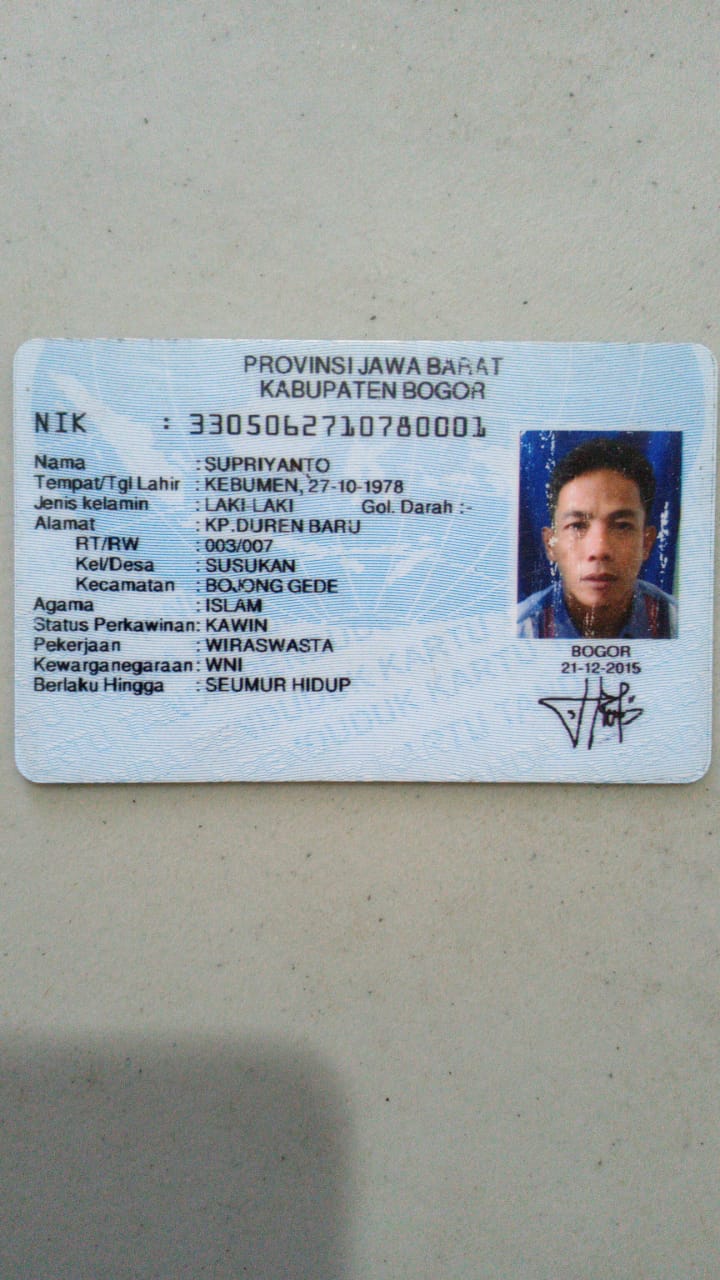 PROVINSI JAWA BARAT
KABUPATEN BOGOR
NIK : 3305062710780001
Nama : SUPRIYANTO
Tempat/Tgl Lahir : KEBUMEN, 27-10-1978
Jenis kelamin : LAKI LAKI Gol. Darah :-
Alamat : KP.DUREN BARU
RT/RW : 003/007
Kel/Desa : SUSUKAN
Kecamatan : BOJONG GEDE
Agama : ISLAM
Status Perkawinan: KAWIN
Pekerjaan : WIRASWASTA
Kewarganegaraan: WNI
Berlaku Hingga : SEUMUR HIDUP
BOGOR
21-12-2015